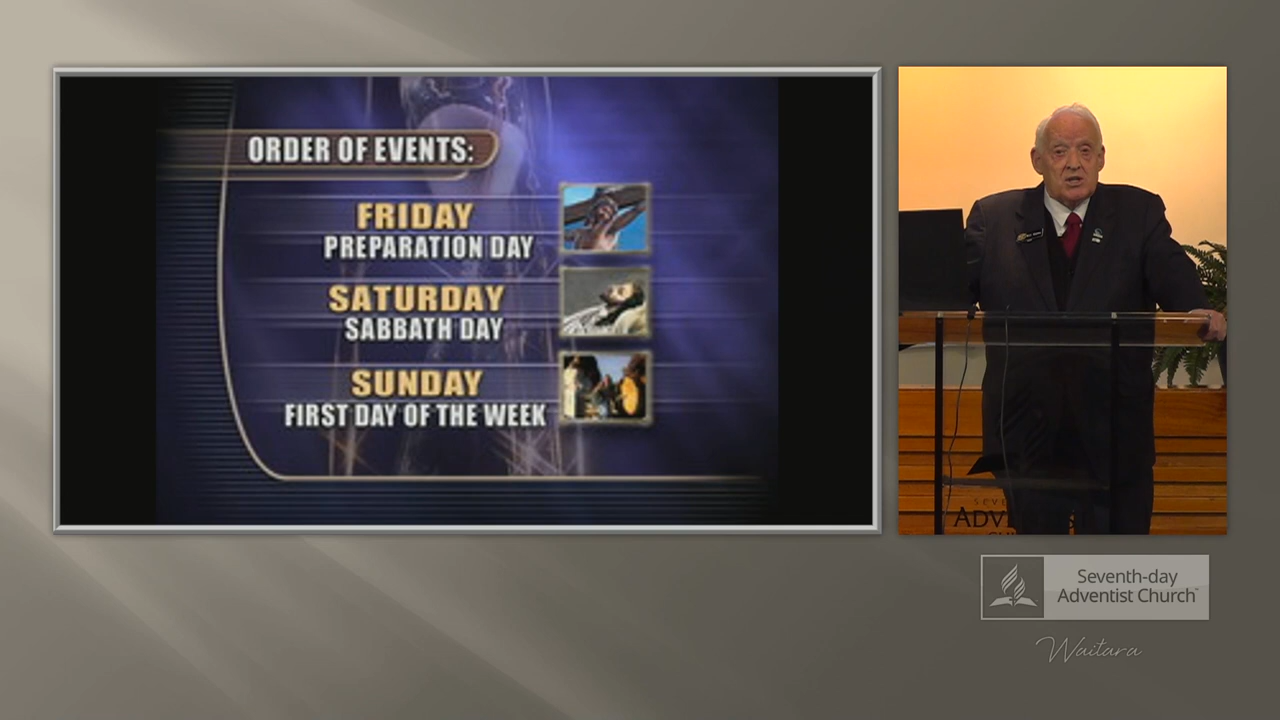 ORDER OF EVENTS:
FRIDAY
PREPARATION DAY
SATURDAY
SABBATH DAY
SUNDAY
FIRST DAY OF THE WEEK
Seventh-day
Adventist Church
Waitara